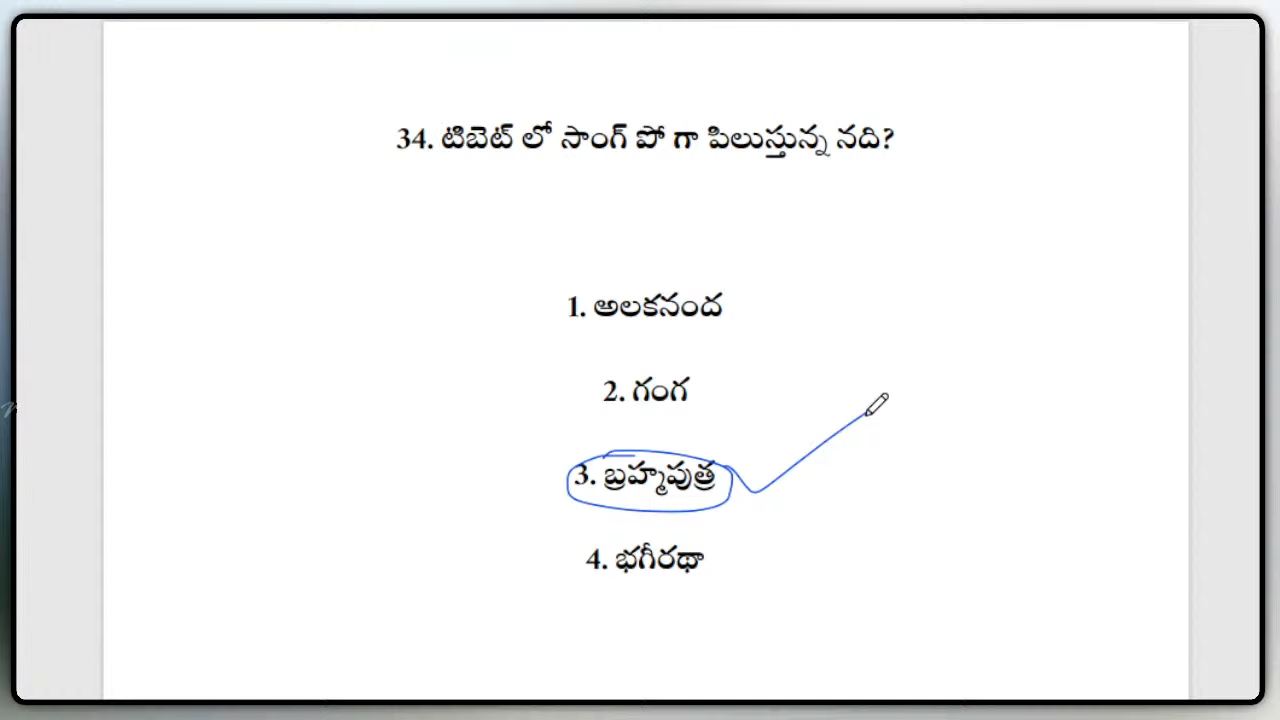 34. టిబెట్ లో సాంగ్ పో గా పిలుస్తున్న నది?
1. అలకనంద
2. గంగ
3. బ్రహ్మపుత్ర
4. భగీరథా